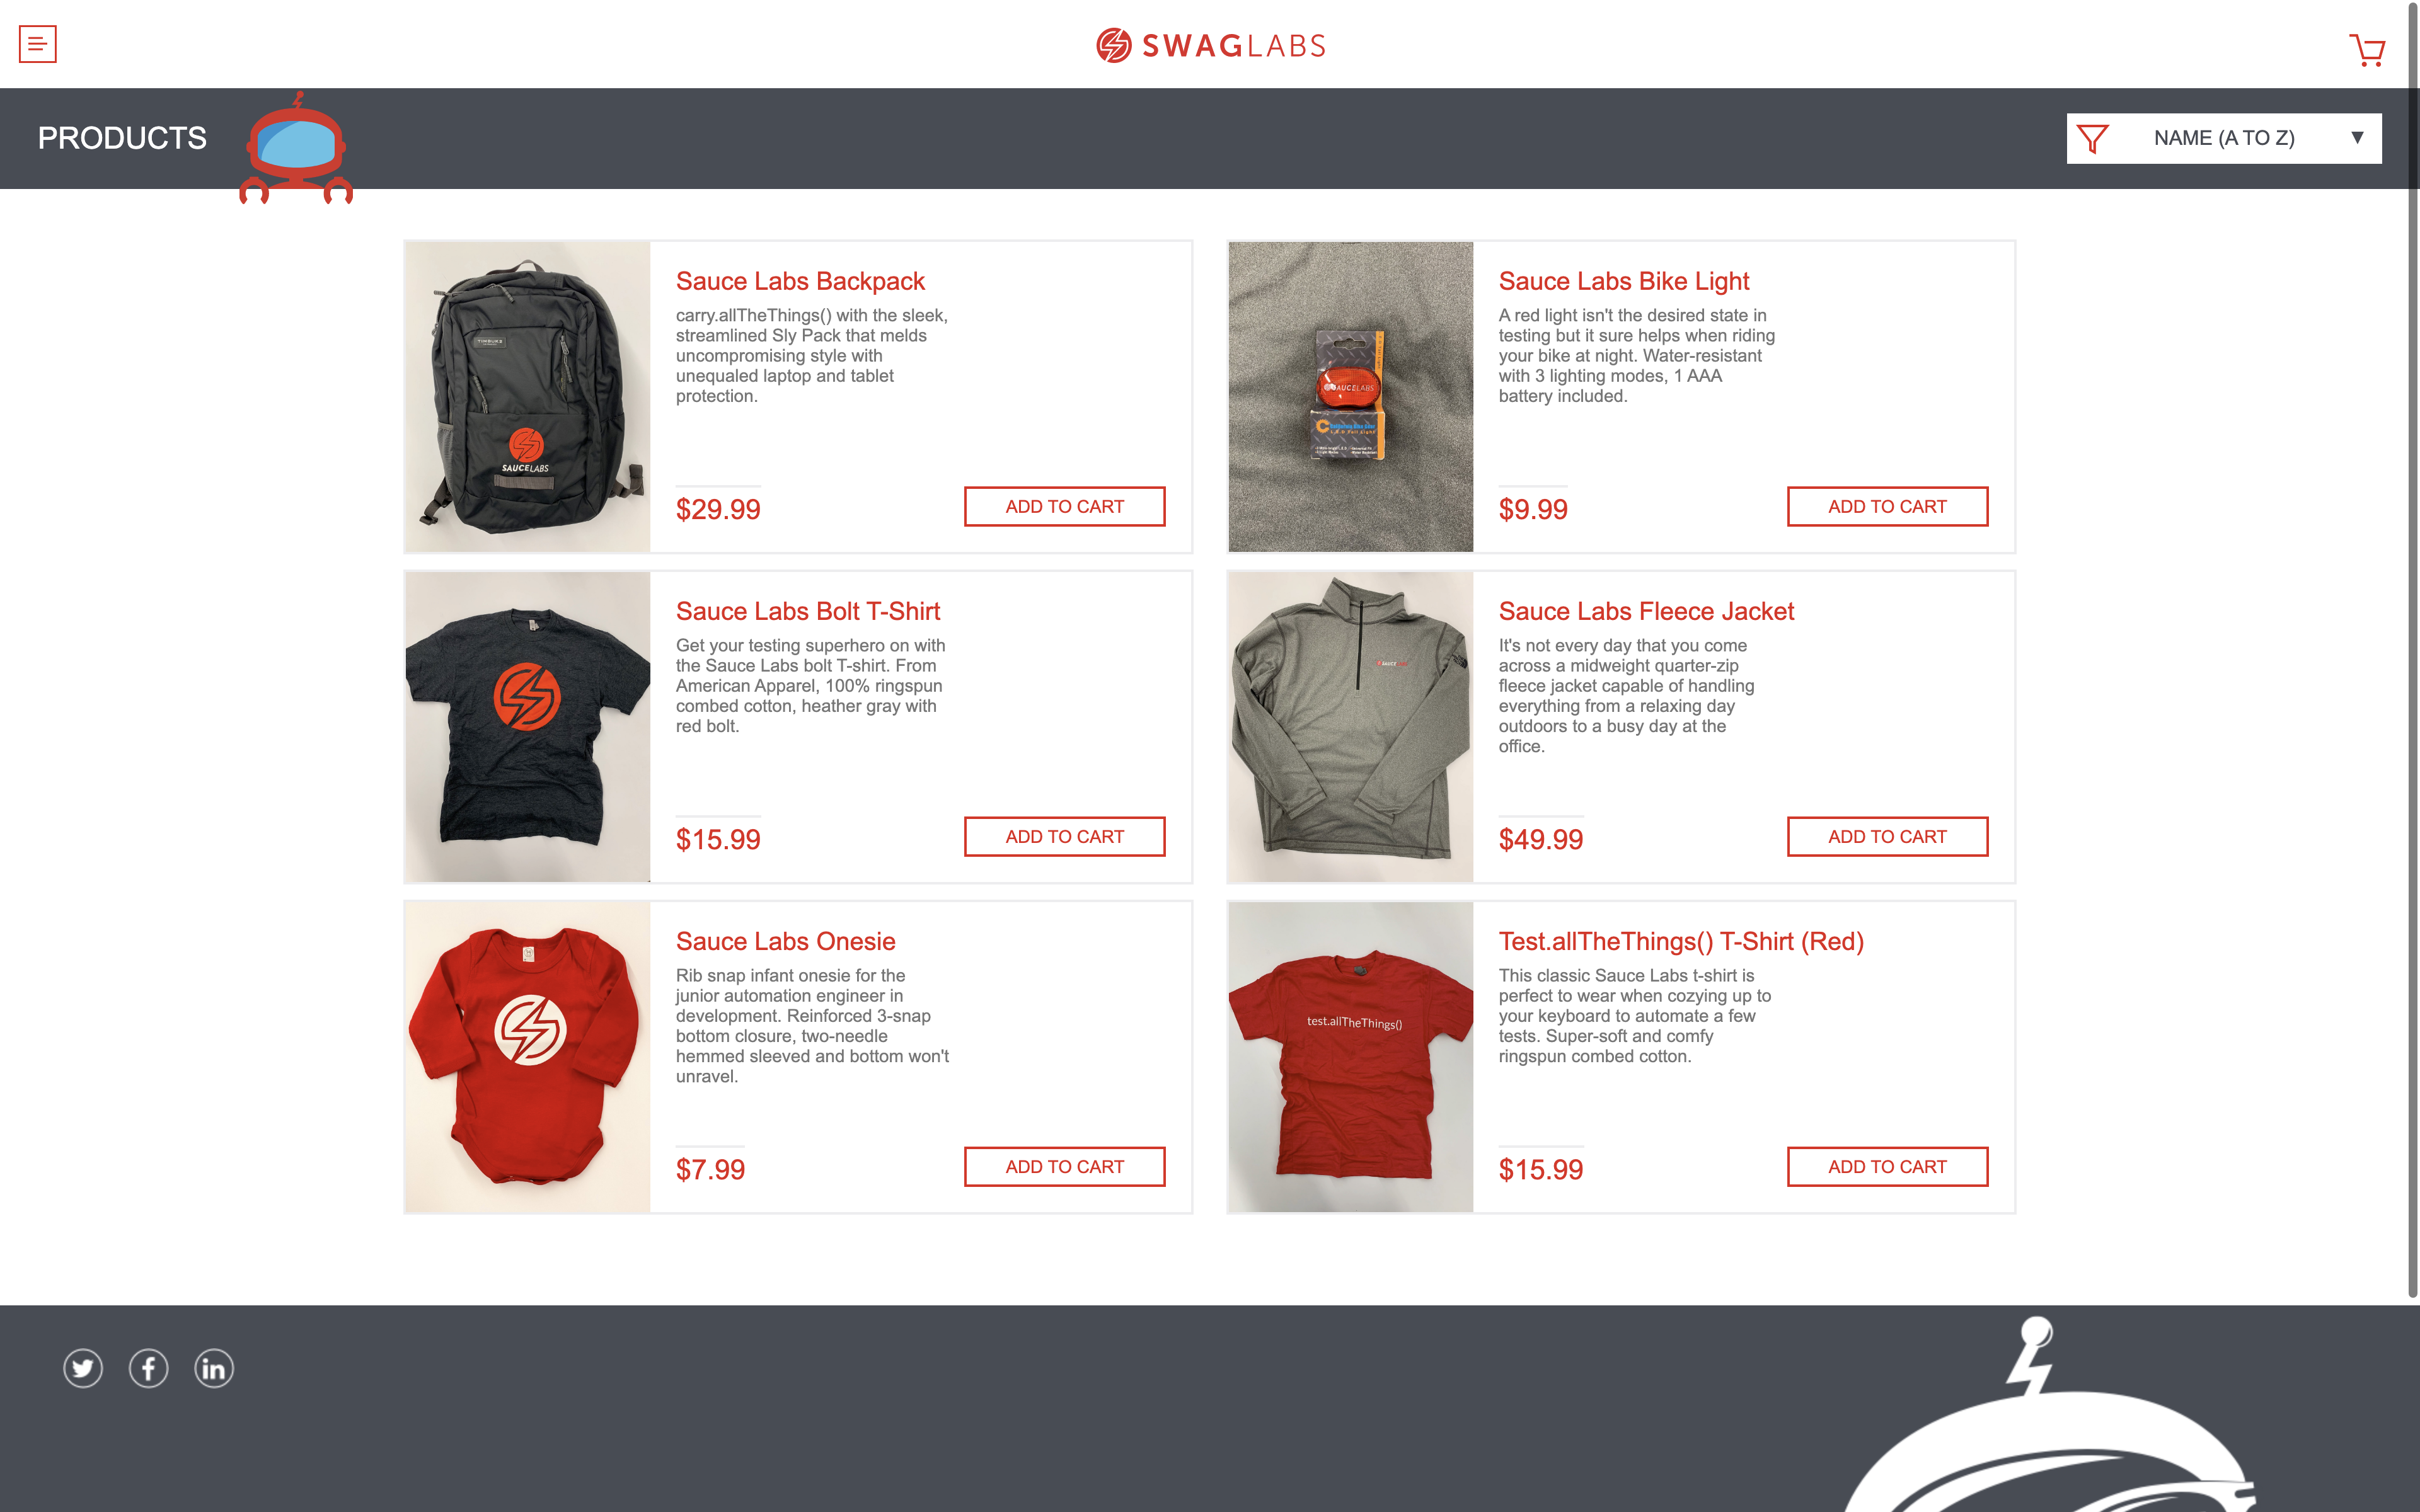 SWAGLABS
PRODUCTS
NAME (A TO Z)
Sauce Labs Backpack
carry.allTheThings() with the sleek,
streamlined Sly Pack that melds
uncompromising style with
unequaled laptop and tablet
protection.
$29.99
ADD TO CART
SAUCELABS
Sauce Labs Bike Light
A red light isn't the desired state in
testing but it sure helps when riding
your bike at night. Water-resistant
with 3 lighting modes, 1 AAA
battery included.
$9.99
ADD TO CART
SAUCELABS
Sauce Labs Bolt T-Shirt
Get your testing superhero on with
the Sauce Labs bolt T-shirt. From
American Apparel, 100% ringspun
combed cotton, heather gray with
red bolt.
$15.99
ADD TO CART
Sauce Labs Fleece Jacket
It's not every day that you come
across a midweight quarter-zip
fleece jacket capable of handling
everything from a relaxing day
outdoors to a busy day at the
office.
$49.99
ADD TO CART
Sauce Labs Onesie
Rib snap infant onesie for the
junior automation engineer in
development. Reinforced 3-snap
bottom closure, two-needle
hemmed sleeved and bottom won't
unravel.
$7.99
ADD TO CART
test.allTheThings()
Test.allTheThings() T-Shirt (Red)
This classic Sauce Labs t-shirt is
perfect to wear when cozying up to
your keyboard to automate a few
tests. Super-soft and comfy
ringspun combed cotton.
$15.99
ADD TO CART